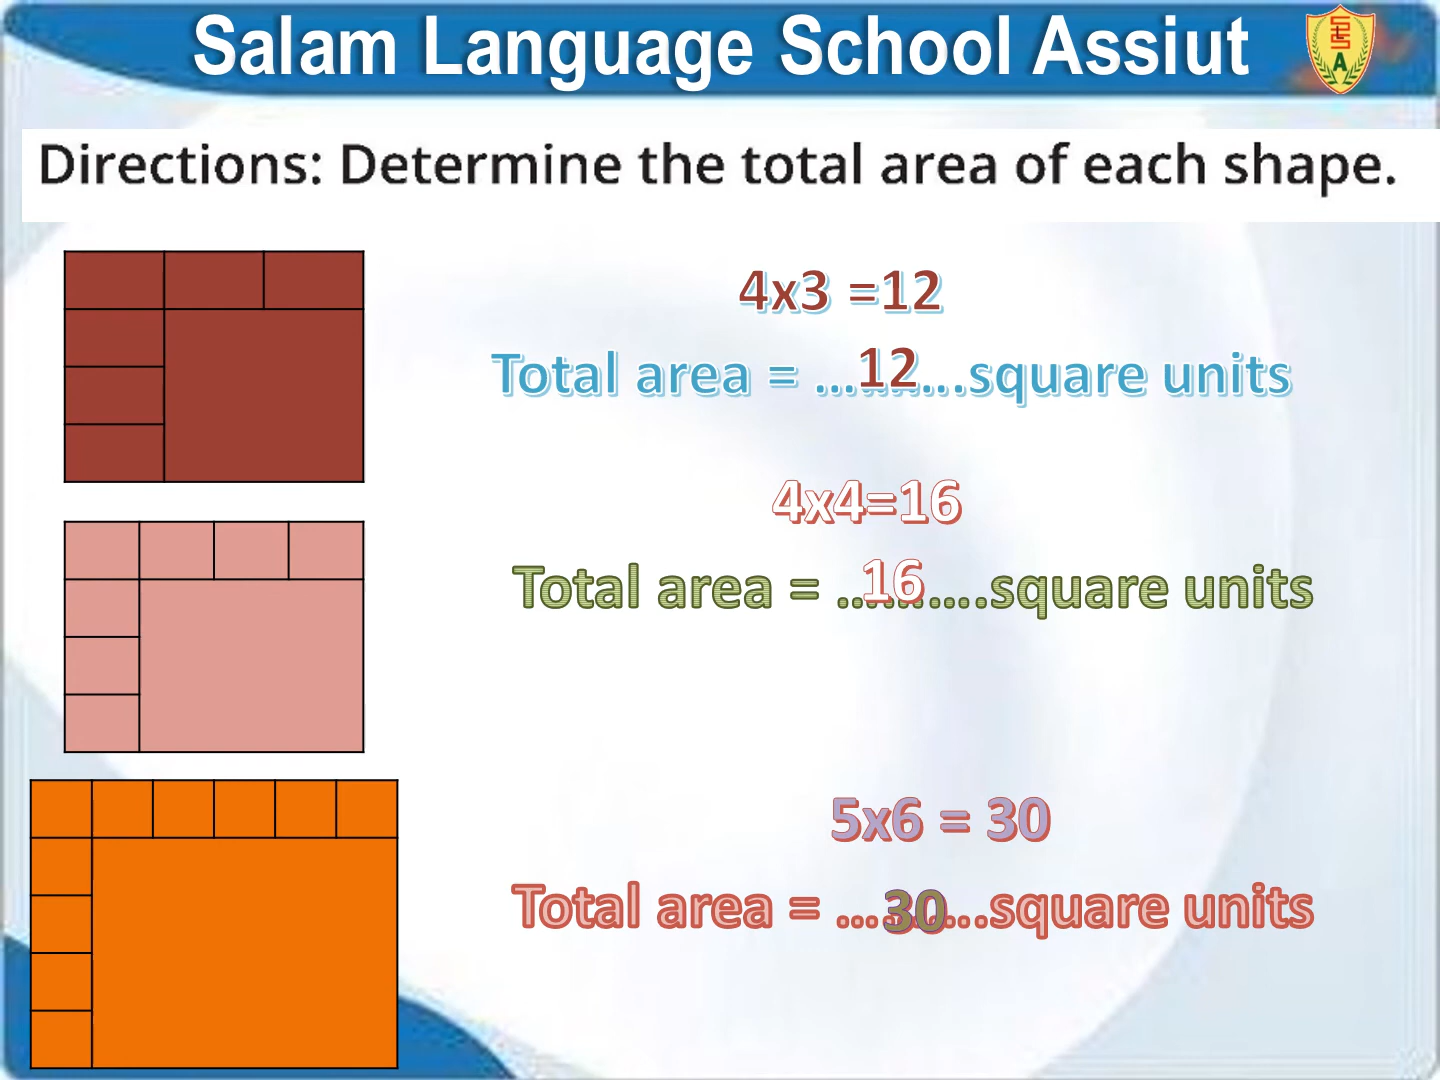 Salam Language School Assiut
Directions: Determine the total area of each shape.
4x3 =12
Total area = ...12...square units
4x4=16
Total area = ...16....square units
5x6 = 30
Total area = ...30...square units